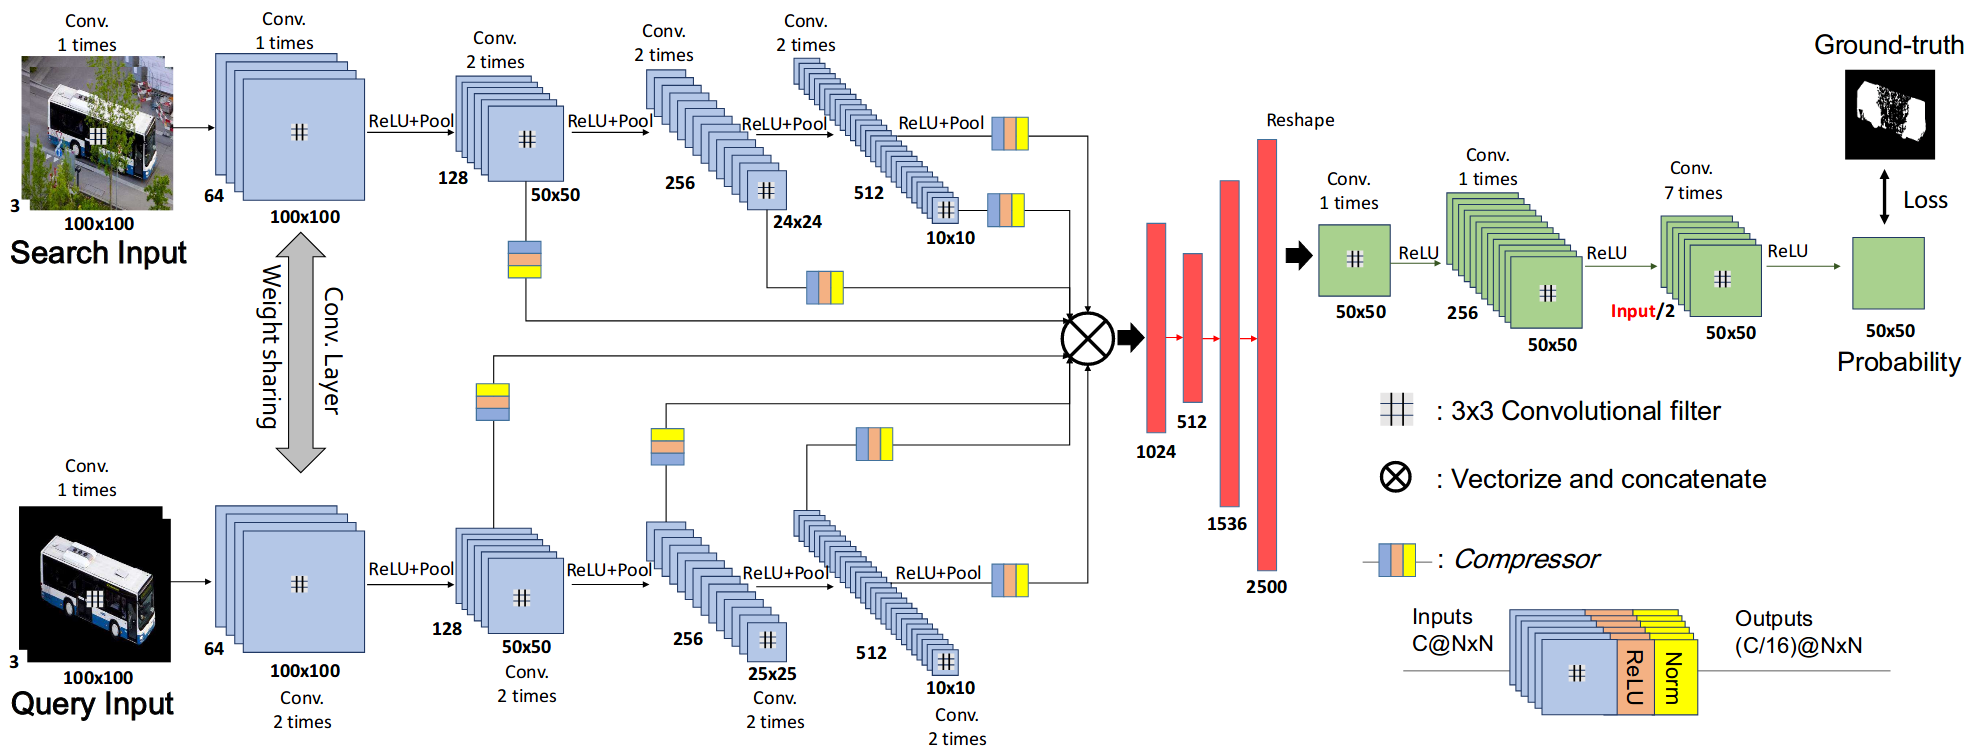 Conv.
1 times
3
100x100
Search Input
Conv.
1 times
64
100x100
ReLU+Pool
Conv.
2 times
128
50x50
ReLU+Pool
Conv.
2 times
256
24x24
ReLU+Pool
Conv.
2 times
512
10x10
ReLU+Pool
Conv. Layer
Weight sharing
Conv.
1 times
3
100x100
Query Input
64
100x100
Conv.
2 times
ReLU+Pool
128
50x50
Conv.
2 times
ReLU+Pool
256
25x25
Conv.
2 times
ReLU+Pool
512
10x10
Conv.
2 times
ReLU+Pool
1024
512
1536
2500
Reshape
Conv.
1 times
50x50
ReLU
Conv.
1 times
256
50x50
ReLU
Conv.
7 times
Input/2
50x50
ReLU
Ground-truth
Loss
50x50
Probability
: 3x3 Convolutional filter
: Vectorize and concatenate
: Compressor
Inputs
C@NxN
ReLU
Norm
Outputs
(C/16)@NxN